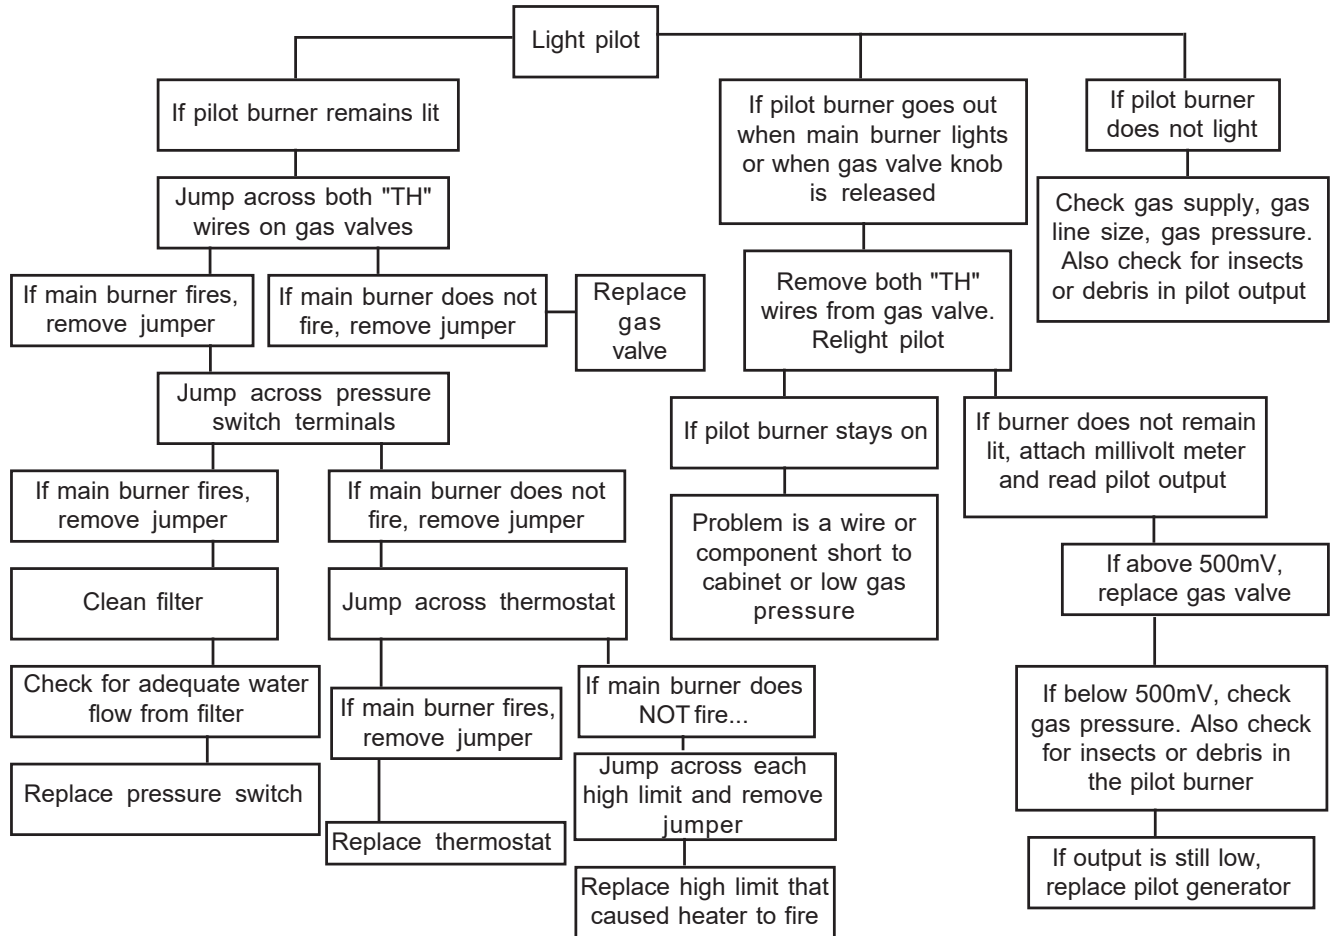 Light pilot
If pilot burner remains lit
If pilot burner goes out
when main burner lights
or when gas valve knob
is released
If pilot burner
does not light
Jump across both "TH"
wires on gas valves
Check gas supply, gas
line size, gas pressure.
Also check for insects
or debris in pilot output
If main burner fires,
remove jumper
If main burner does not
fire, remove jumper
Replace
gas
valve
Remove both "TH"
wires from gas valve.
Relight pilot
Jump across pressure
switch terminals
If pilot burner stays on
If burner does not remain
lit, attach millivolt meter
and read pilot output
If main burner fires,
remove jumper
If main burner does not
fire, remove jumper
Problem is a wire or
component short to
cabinet or low gas
pressure
If above 500mV,
replace gas valve
Clean filter
Jump across thermostat
Check for adequate water
flow from filter
If main burner fires,
remove jumper
If main burner does
NOT fire...
If below 500mV, check
gas pressure. Also check
for insects or debris in
the pilot burner
Replace pressure switch
Jump across each
high limit and remove
jumper
Replace thermostat
If output is still low,
replace pilot generator
Replace high limit that
caused heater to fire